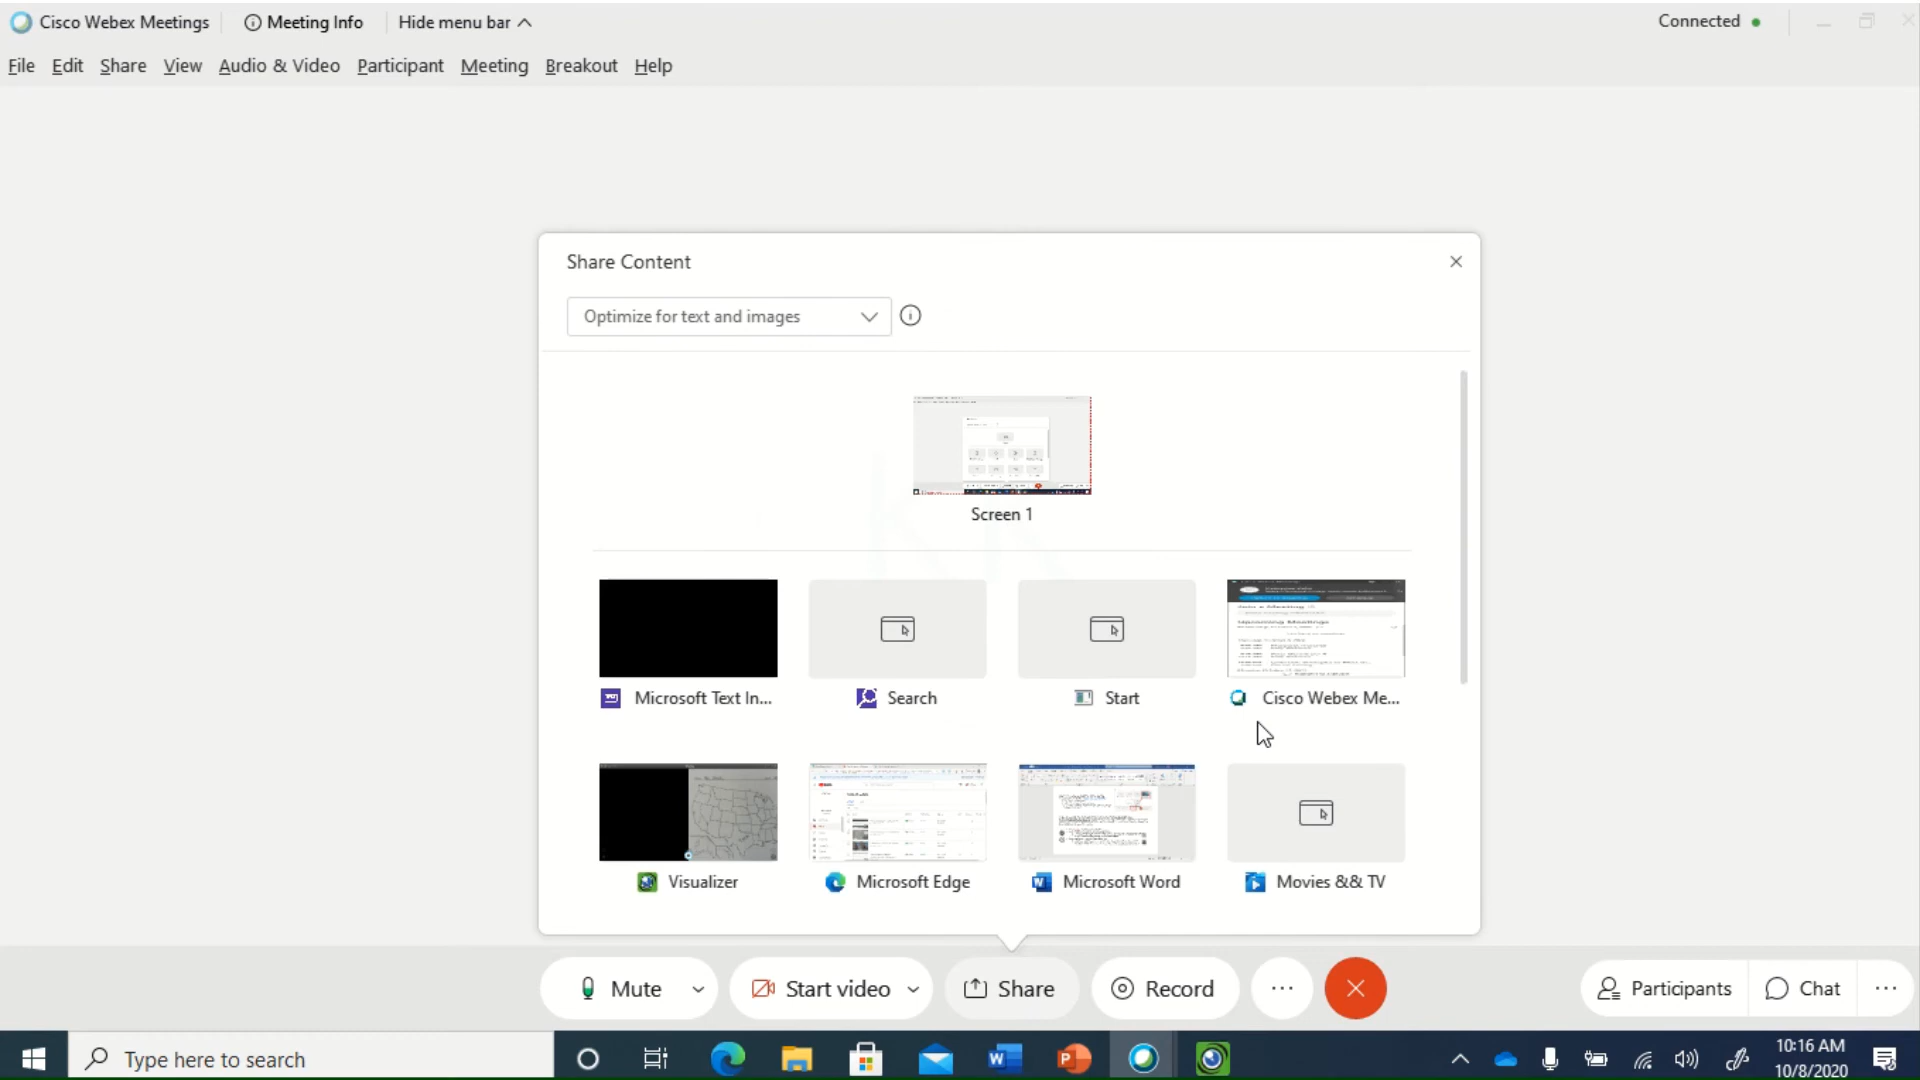 Cisco Webex Meetings
Meeting Info
Hide menu bar
Connected
File Edit Share View Audio & Video Participant Meeting Breakout Help
Share Content
Optimize for text and images
Screen 1
Microsoft Text In...
Search
Start
Cisco Webex Me...
Visualizer
Microsoft Edge
Microsoft Word
Movies && TV
Mute
Start video
Share
Record
Participants
Chat
Type here to search
10:16 AM
10/8/2020